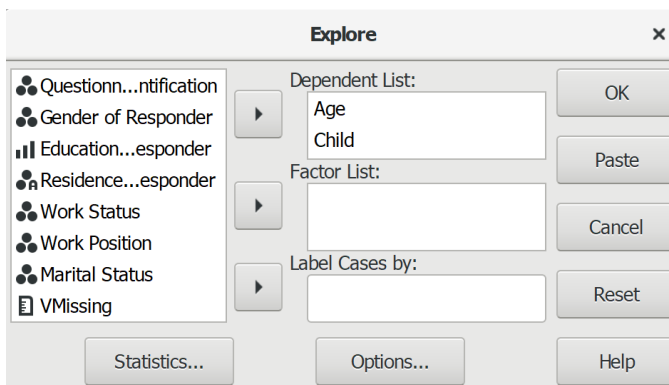 Explore
Questionn...ntification
Gender of Responder
Education...esponder
Residence...esponder
Work Status
Work Position
Marital Status
VMissing
Dependent List:
Age
Child
Factor List:
Label Cases by:
OK
Paste
Cancel
Reset
Help
Statistics...
Options...